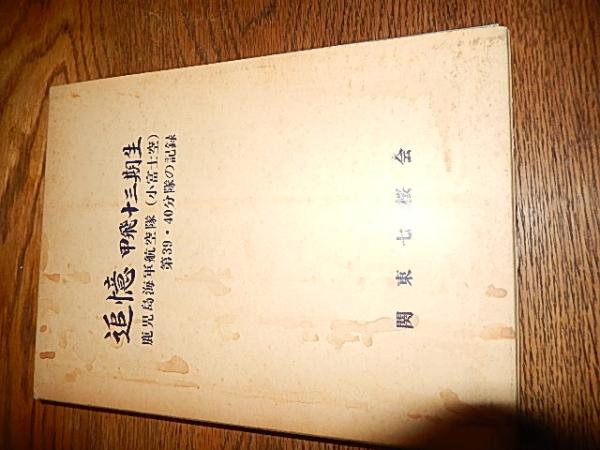 追憶 甲飛十三期生
鹿児島海軍航空隊（小富士空）
第39・40分隊の記録
関東七桜会